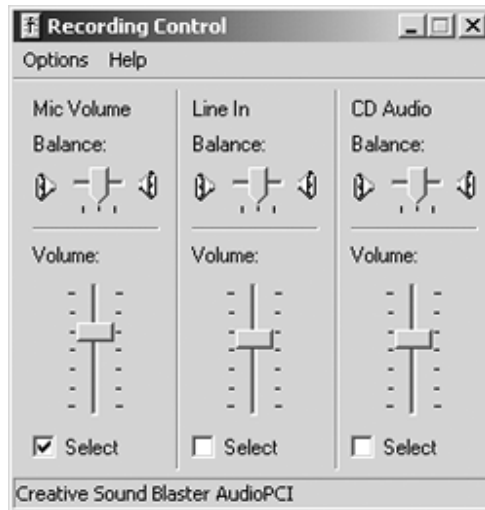 Recording Control
Options Help
Mic Volume
Balance:
Volume:
Select
Line In
Balance:
Volume:
Select
CD Audio
Balance:
Volume:
Select
Creative Sound Blaster AudioPCI